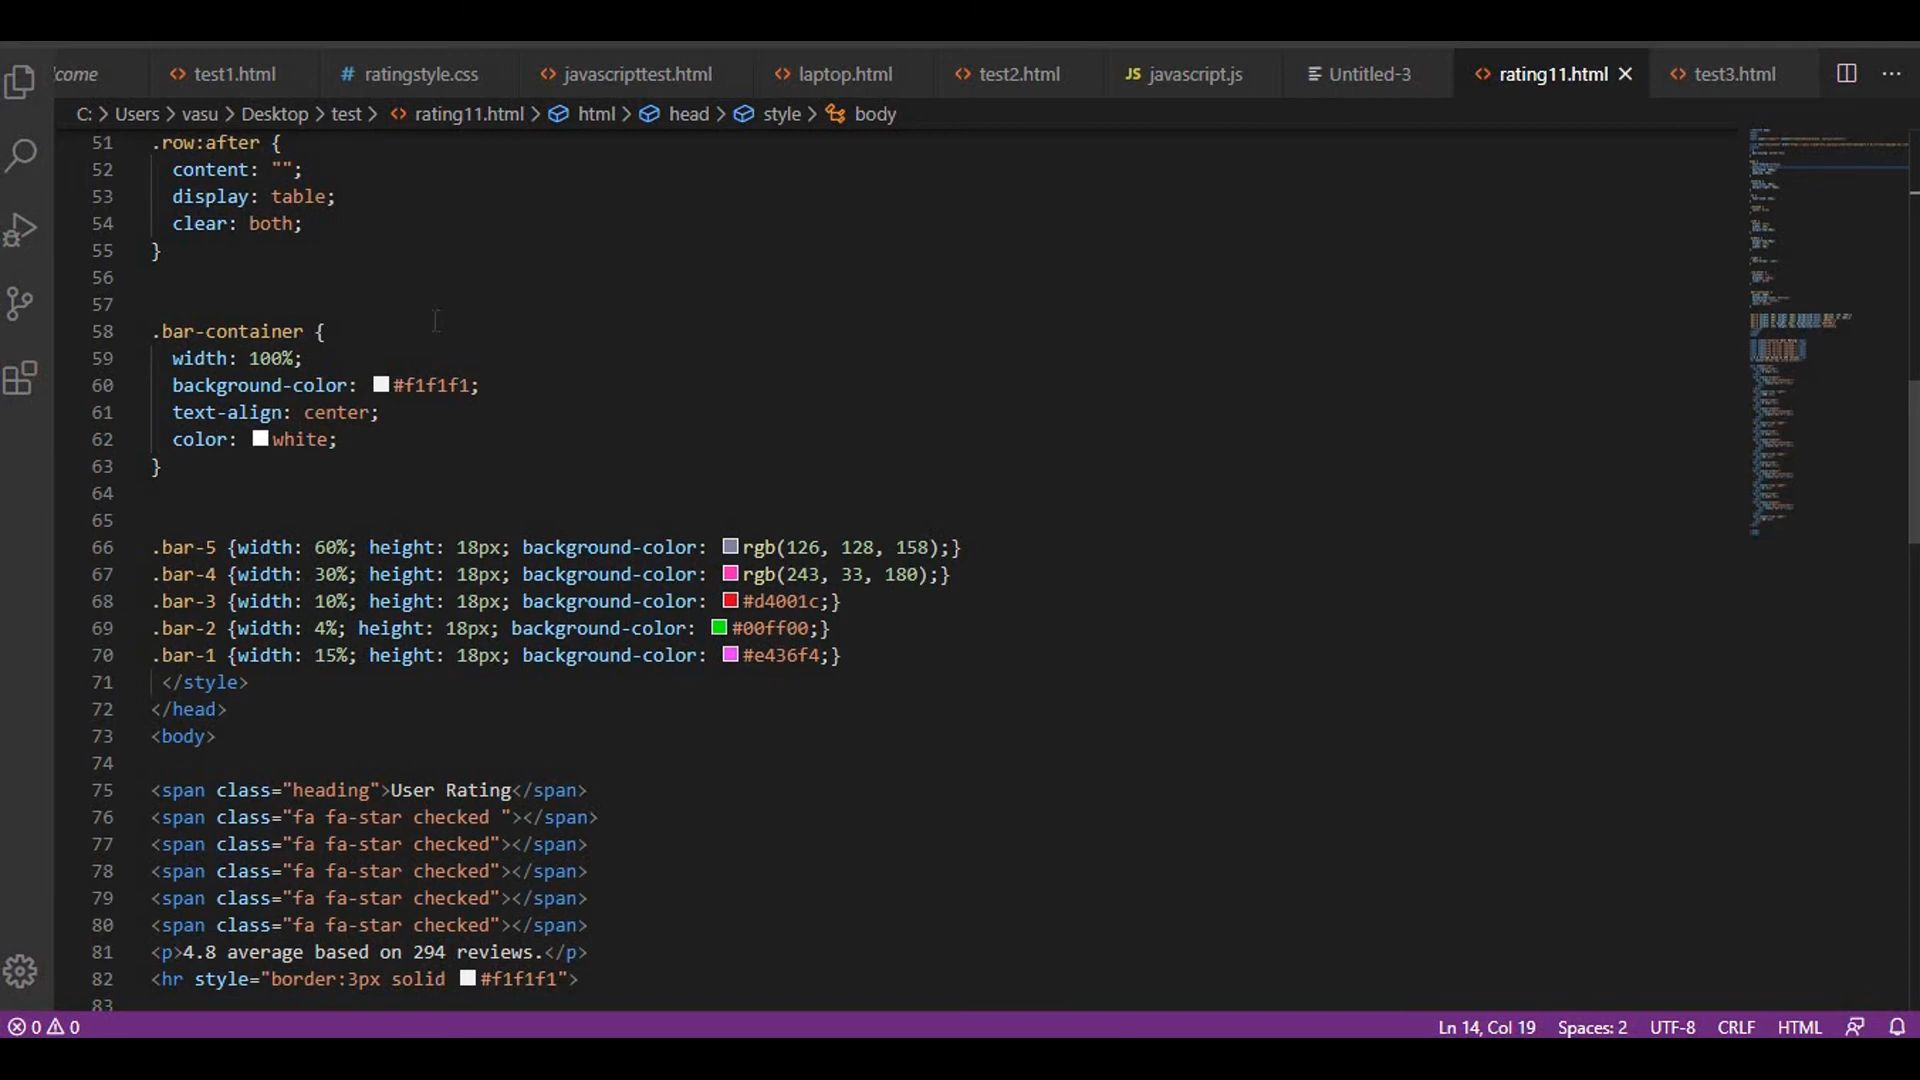 come test1.html # ratingstyle.css javascripttest.html laptop.html test2.html JS javascript.js Untitled-3 rating11.html test3.html
C: > Users > vasu > Desktop > test > rating11.html > html > head > style > body
51 .row:after {
52 content: "";
53 display: table;
54 clear: both;
55 }
56
57
58 .bar-container {
59 width: 100%;
60 background-color: #f1f1f1;
61 text-align: center;
62 color: white;
63 }
64
65
66 .bar-5 {width: 60%; height: 18px; background-color: rgb(126, 128, 158);}
67 .bar-4 {width: 30%; height: 18px; background-color: rgb(243, 33, 180);}
68 .bar-3 {width: 10%; height: 18px; background-color: #d4001c;}
69 .bar-2 {width: 4%; height: 18px; background-color: #00ff00;}
70 .bar-1 {width: 15%; height: 18px; background-color: #e436f4;}
71 </style>
72 </head>
73 <body>
74
75 <span class="heading">User Rating</span>
76 <span class="fa fa-star checked "></span>
77 <span class="fa fa-star checked"></span>
78 <span class="fa fa-star checked"></span>
79 <span class="fa fa-star checked"></span>
80 <span class="fa fa-star checked"></span>
81 <p>4.8 average based on 294 reviews.</p>
82 <hr style="border:3px solid #f1f1f1">
83
0 0 Ln 14, Col 19 Spaces: 2 UTF-8 CRLF HTML